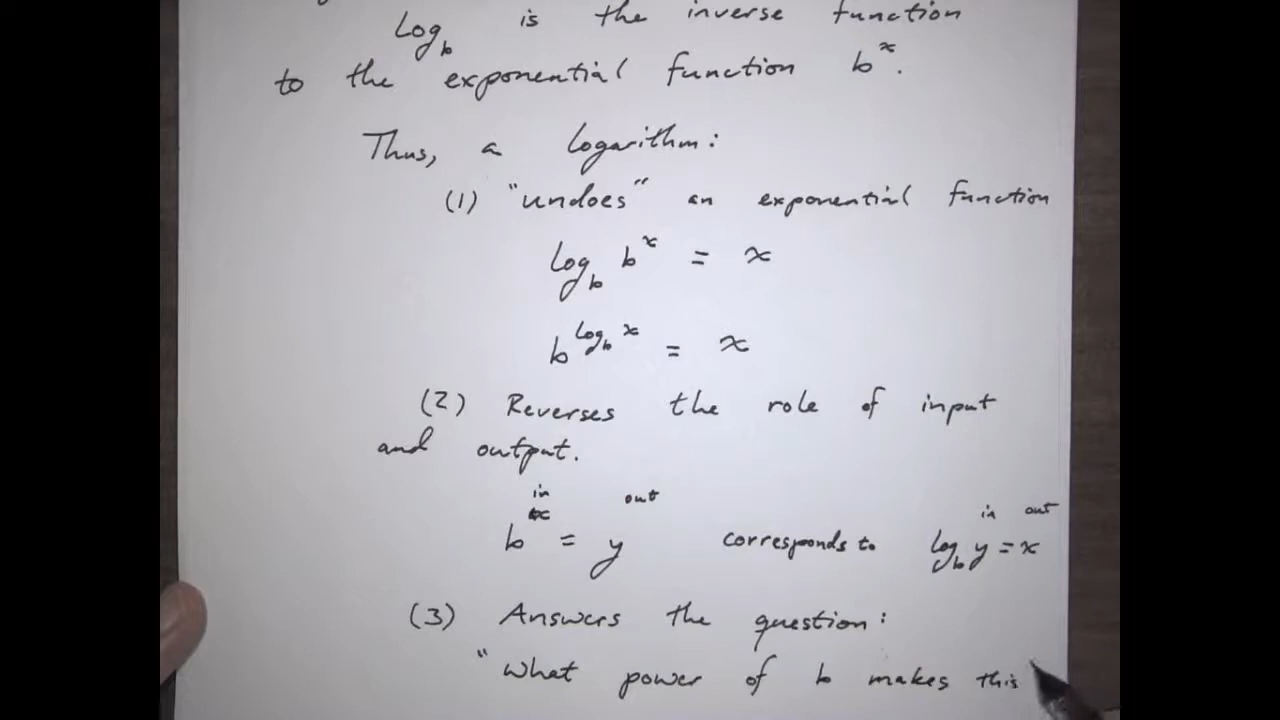 log_b is the inverse function
to the exponential function b^x.
Thus, a logarithm:
(1) "undoes" an exponential function
log_b b^x = x
b^{log_b x} = x
(2) Reverses the role of input
and output.
in out in out
b^x = y corresponds to log_b y = x
(3) Answers the question:
"What power of b makes this